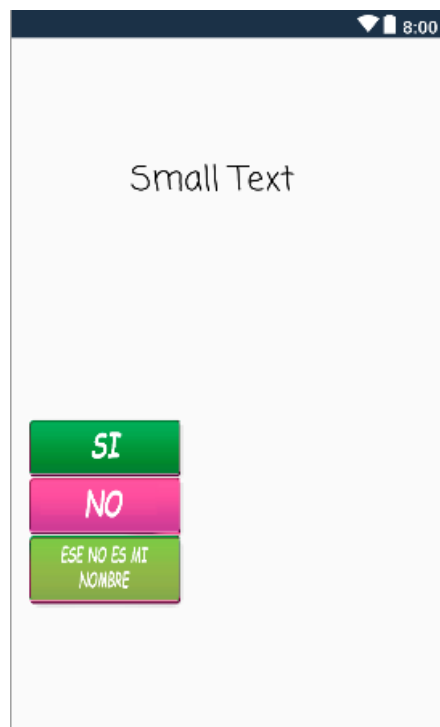 8:00
Small Text
SI
NO
ESE NO ES MI
NOMBRE